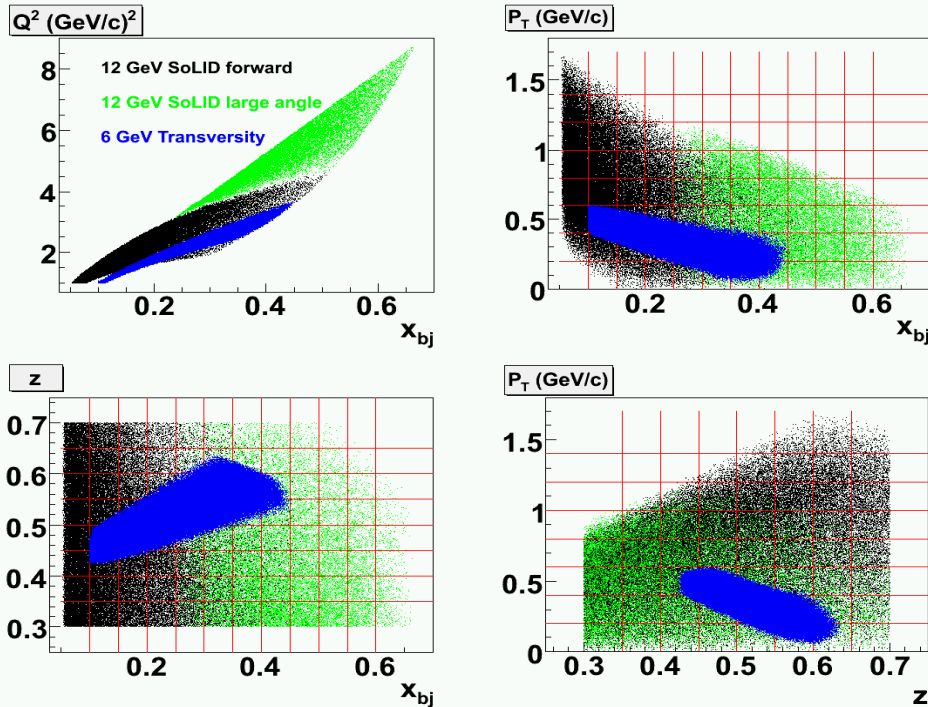 Q² (GeV/c)²
8
6
4
2
12 GeV SoLID forward
12 GeV SoLID large angle
6 GeV Transversity
0.2 0.4 0.6
x_bj
P_T (GeV/c)
1.5
1
0.5
0
0.2 0.4 0.6
x_bj
z
0.7
0.6
0.5
0.4
0.3
0.2 0.4 0.6
x_bj
P_T (GeV/c)
1.5
1
0.5
0
0.3 0.4 0.5 0.6 0.7
z